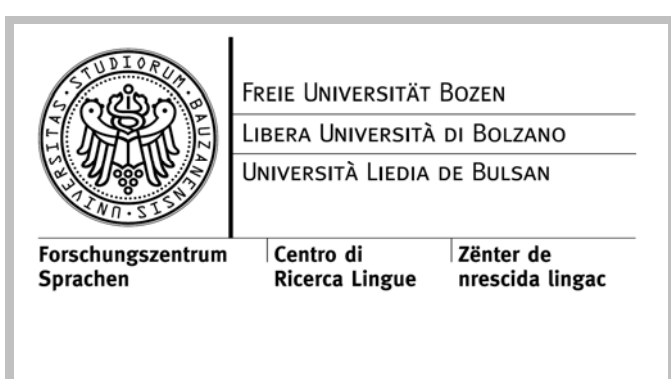 STUDIORUM · BAUZANENSIS · UNIVERSITAS ·
FREIE UNIVERSITÄT BOZEN
LIBERA UNIVERSITÀ DI BOLZANO
UNIVERSITÀ LIEDIA DE BULSAN
Forschungszentrum
Sprachen
Centro di
Ricerca Lingue
Zënter de
nrescida lingac